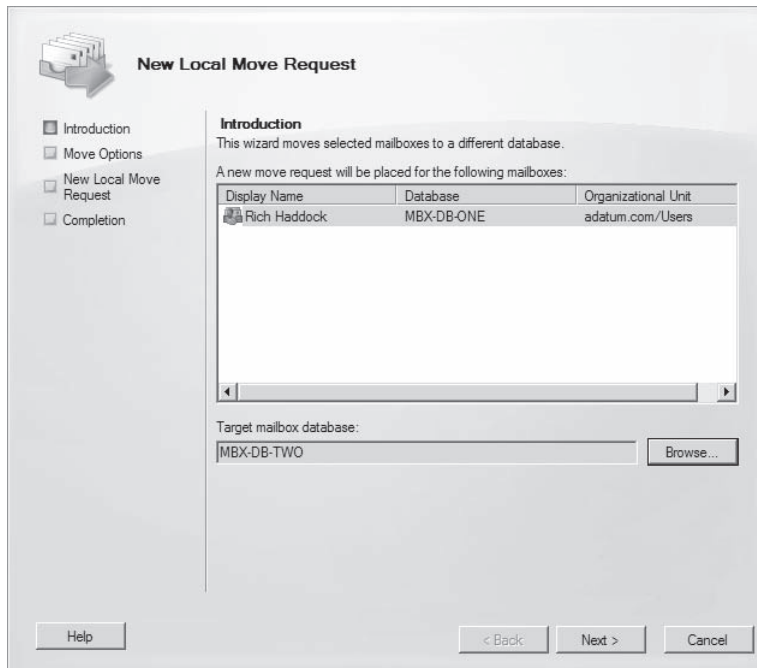 New Local Move Request
Introduction
Move Options
New Local Move
Request
Completion
Introduction
This wizard moves selected mailboxes to a different database.
A new move request will be placed for the following mailboxes:
Display Name Database Organizational Unit
Rich Haddock MBX-DB-ONE adatum.com/Users
Target mailbox database:
MBX-DB-TWO Browse...
Help < Back Next > Cancel